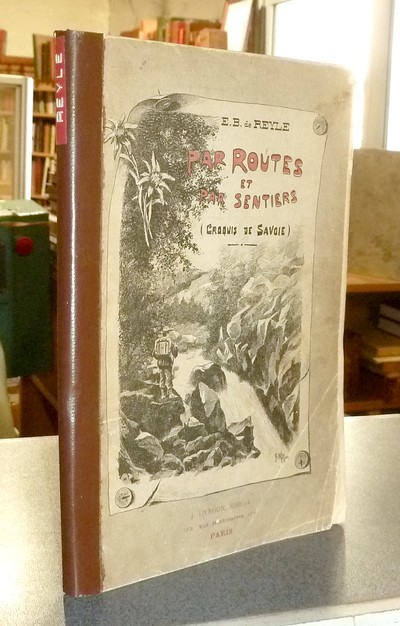 REYLE
E.B. de REYLE
PAR ROUTES
ET
PAR SENTIERS
(CROQUIS DE SAVOIE)
PARIS